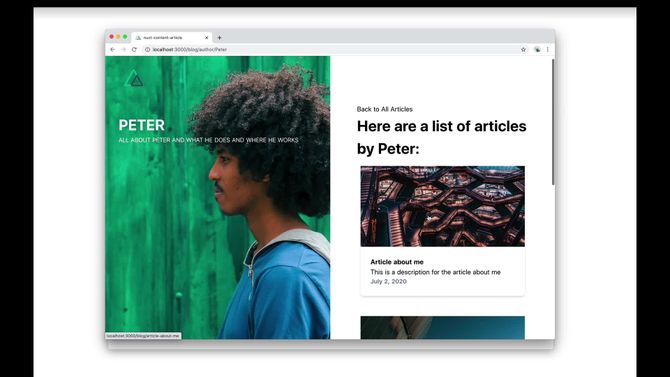 nuxt-content-article
localhost:3000/blog/author/Peter
PETER
ALL ABOUT PETER AND WHAT HE DOES AND WHERE HE WORKS
Back to All Articles
Here are a list of articles
by Peter:
Article about me
This is a description for the article about me
July 2, 2020
localhost:3000/blog/article-about-me